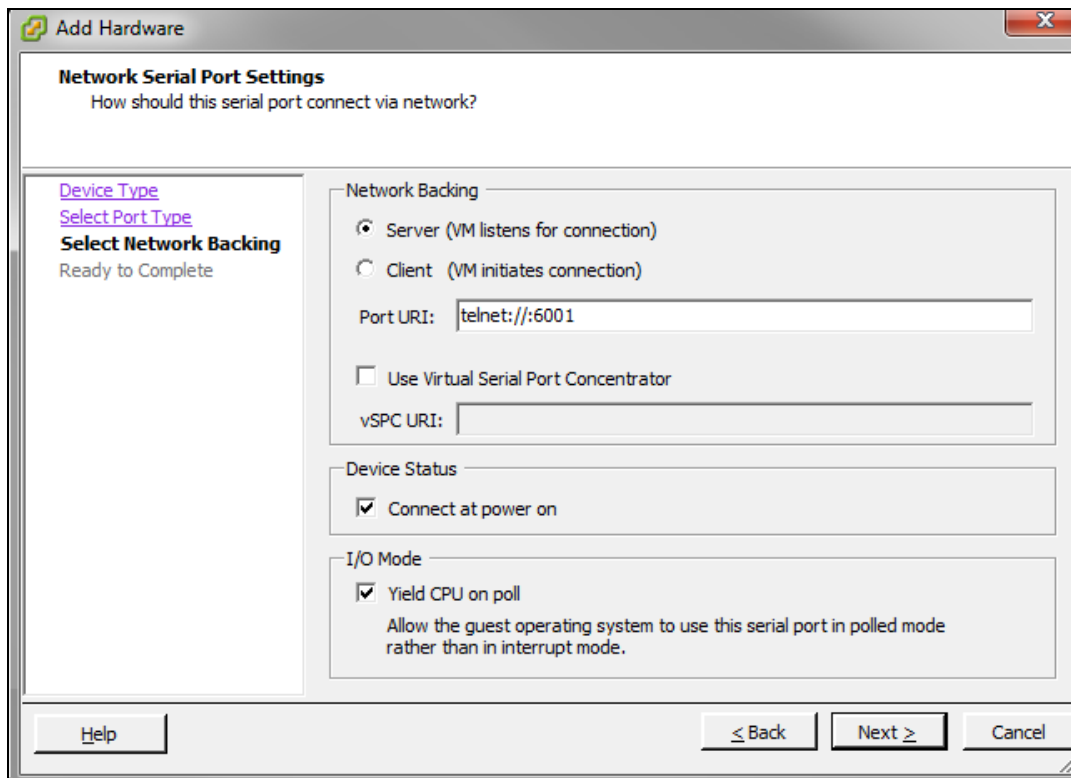 Add Hardware
Network Serial Port Settings
How should this serial port connect via network?
Device Type
Select Port Type
Select Network Backing
Ready to Complete
Network Backing
Server (VM listens for connection)
Client (VM initiates connection)
Port URI: telnet://:6001
Use Virtual Serial Port Concentrator
vSPC URI:
Device Status
Connect at power on
I/O Mode
Yield CPU on poll
Allow the guest operating system to use this serial port in polled mode
rather than in interrupt mode.
Help
< Back Next > Cancel